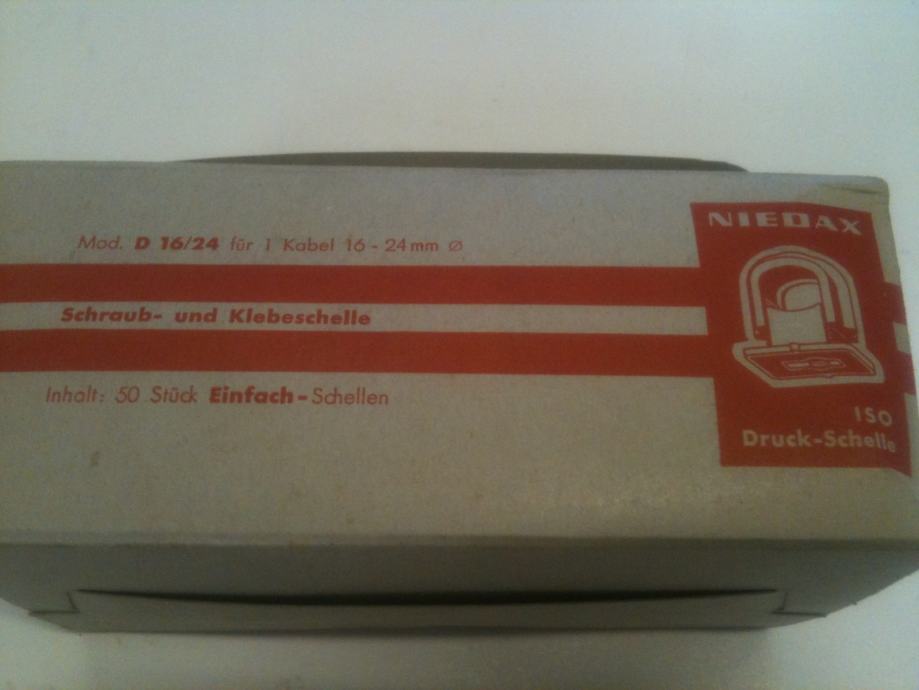 Mod. D 16/24 für 1 Kabel 16 - 24 mm ⌀
Schraub- und Klebeschelle
Inhalt: 50 Stück Einfach-Schellen
NIEDAX
ISO
Druck-Schelle